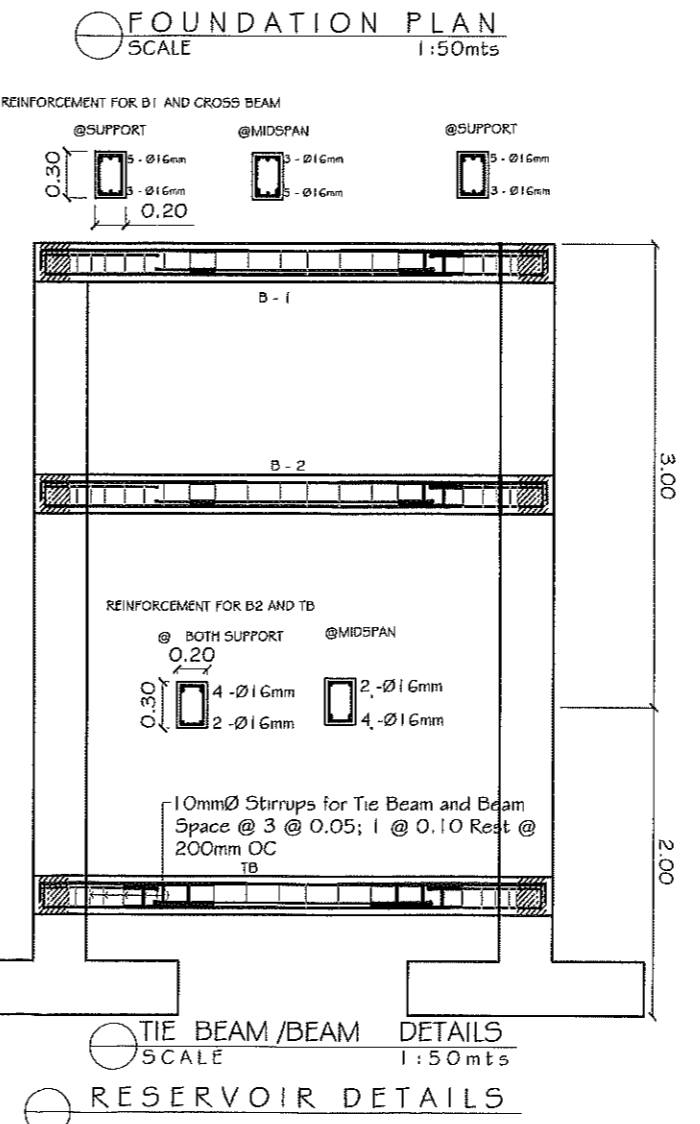 FOUNDATION PLAN
SCALE 1:50mts
REINFORCEMENT FOR B1 AND CROSS BEAM
@SUPPORT @MIDSPAN @SUPPORT
0.30
5 - Ø16mm 3 - Ø16mm 5 - Ø16mm
3 - Ø16mm 5 - Ø16mm 3 - Ø16mm
0.20
B - 1
3.00
B - 2
REINFORCEMENT FOR B2 AND TB
@ BOTH SUPPORT @MIDSPAN
0.20
0.30
4 -Ø16mm 2 -Ø16mm
2 -Ø16mm 4 -Ø16mm
10mmØ Stirrups for Tie Beam and Beam
Space @ 3 @ 0.05; 1 @ 0.10 Rest @
200mm OC
TB
2.00
TIE BEAM/BEAM DETAILS
SCALE 1:50mts
RESERVOIR DETAILS